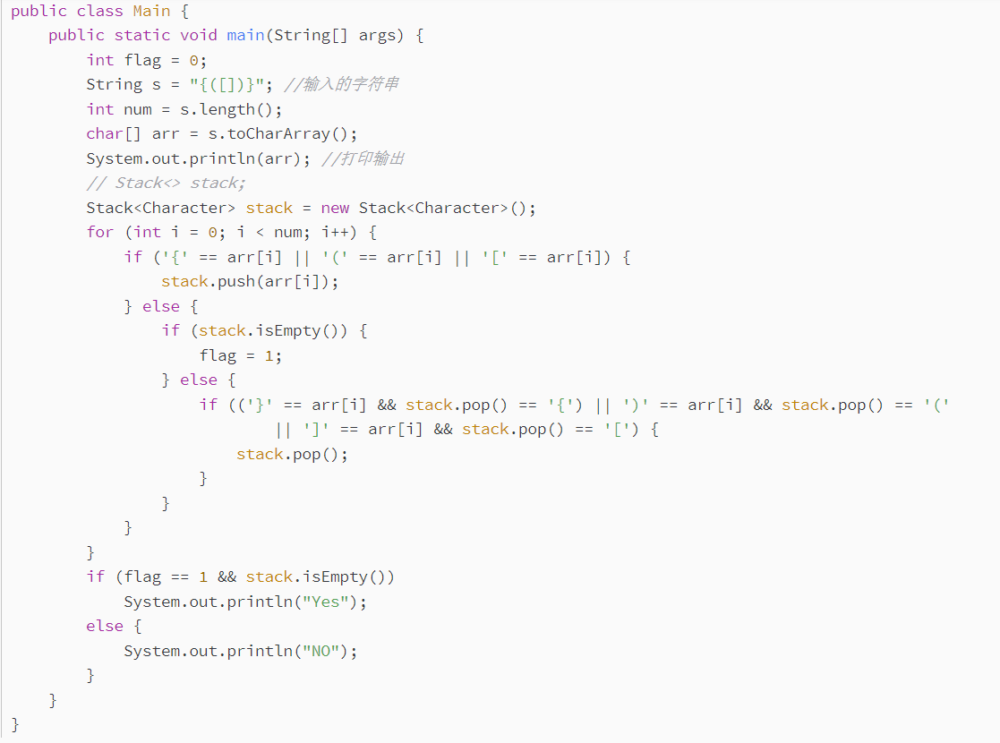 public class Main {
    public static void main(String[] args) {
        int flag = 0;
        String s = "{([])}"; //输入的字符串
        int num = s.length();
        char[] arr = s.toCharArray();
        System.out.println(arr); //打印输出
        // Stack<> stack;
        Stack<Character> stack = new Stack<Character>();
        for (int i = 0; i < num; i++) {
            if ('{' == arr[i] || '(' == arr[i] || '[' == arr[i]) {
                stack.push(arr[i]);
            } else {
                if (stack.isEmpty()) {
                    flag = 1;
                } else {
                    if (('}' == arr[i] && stack.pop() == '{') || ')' == arr[i] && stack.pop() == '('
                            || ']' == arr[i] && stack.pop() == '[') {
                        stack.pop();
                    }
                }
            }
        }
        if (flag == 1 && stack.isEmpty())
            System.out.println("Yes");
        else {
            System.out.println("NO");
        }
    }
}